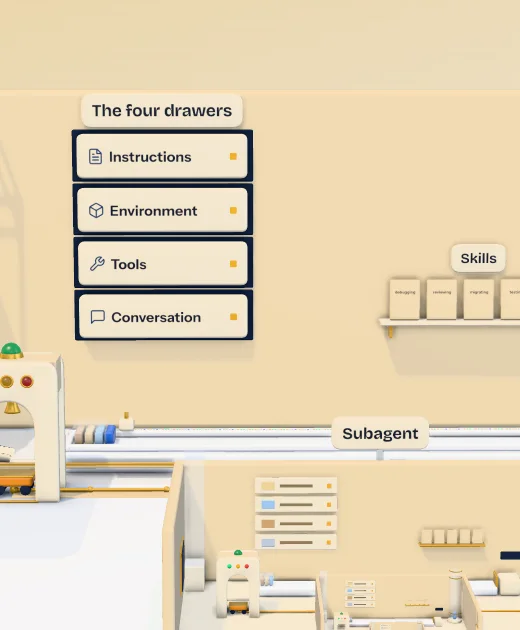 The four drawers
Instructions
Environment
Tools
Conversation
Skills
debugging
reviewing
migrating
Subagent